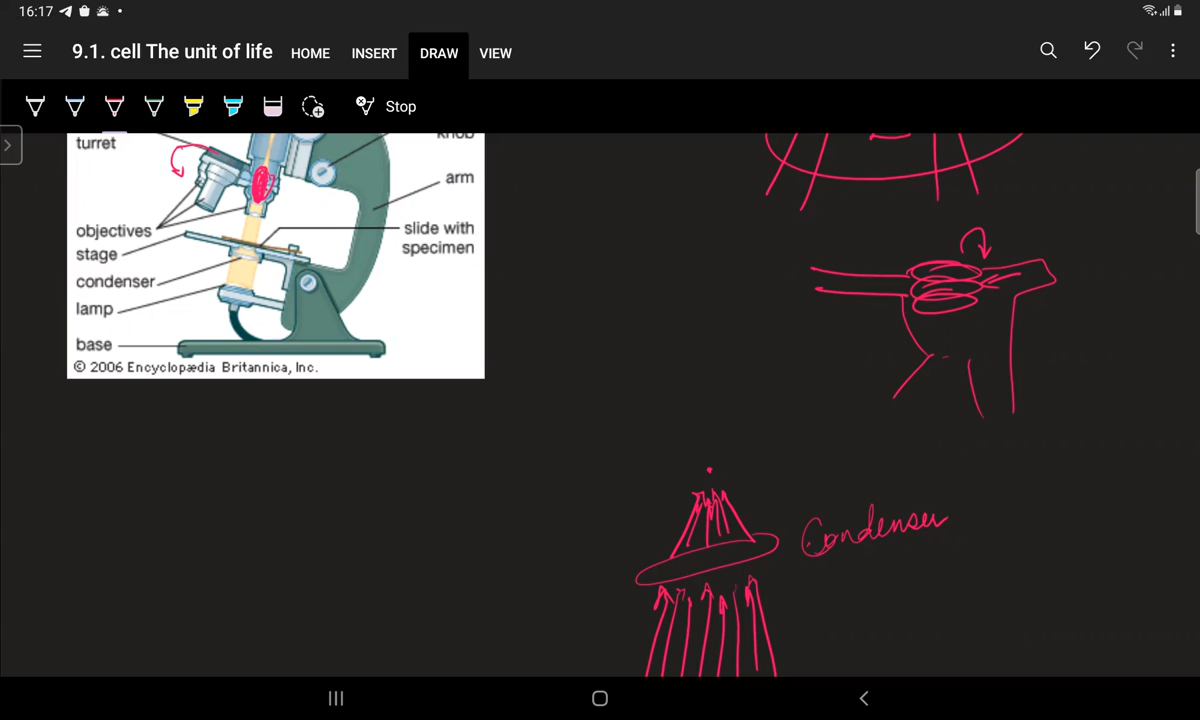 16:17
9.1. cell The unit of life HOME INSERT DRAW VIEW
Stop
turret
knob
arm
objectives
slide with
specimen
stage
condenser
lamp
base
© 2006 Encyclopædia Britannica, Inc.
Condenser